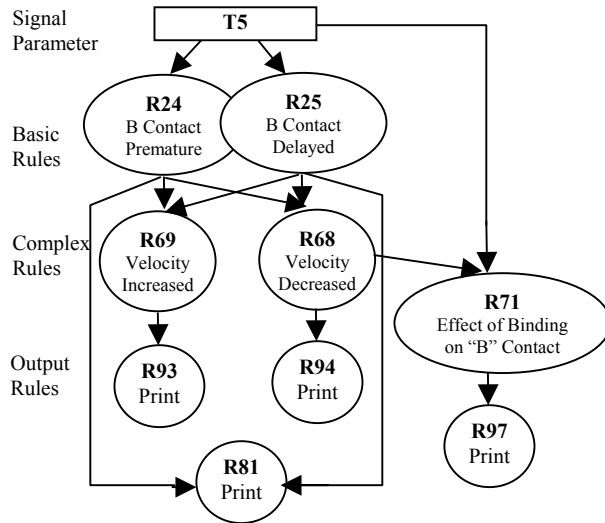 Signal
Parameter
T5
Basic
Rules
R24
B Contact
Premature
R25
B Contact
Delayed
Complex
Rules
R69
Velocity
Increased
R68
Velocity
Decreased
R71
Effect of Binding
on “B” Contact
Output
Rules
R93
Print
R94
Print
R97
Print
R81
Print